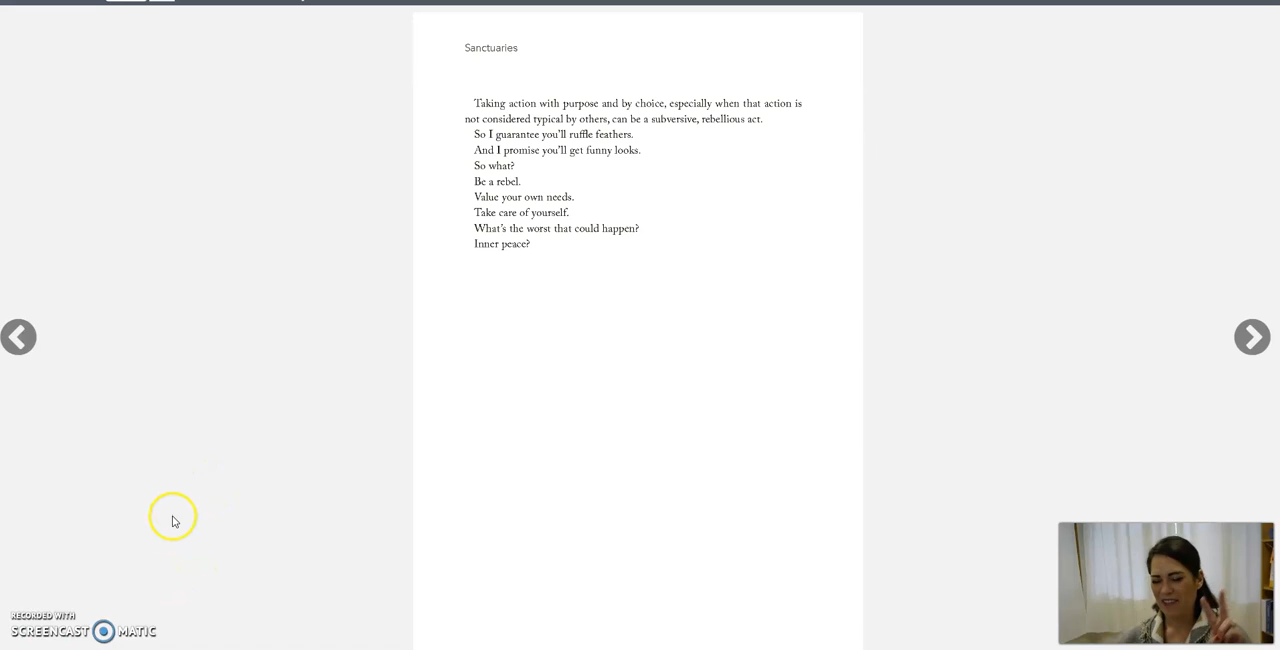 Sanctuaries
Taking action with purpose and by choice, especially when that action is
not considered typical by others, can be a subversive, rebellious act.
So I guarantee you'll ruffle feathers.
And I promise you'll get funny looks.
So what?
Be a rebel.
Value your own needs.
Take care of yourself.
What's the worst that could happen?
Inner peace?
RECORDED WITH
SCREENCAST MATIC